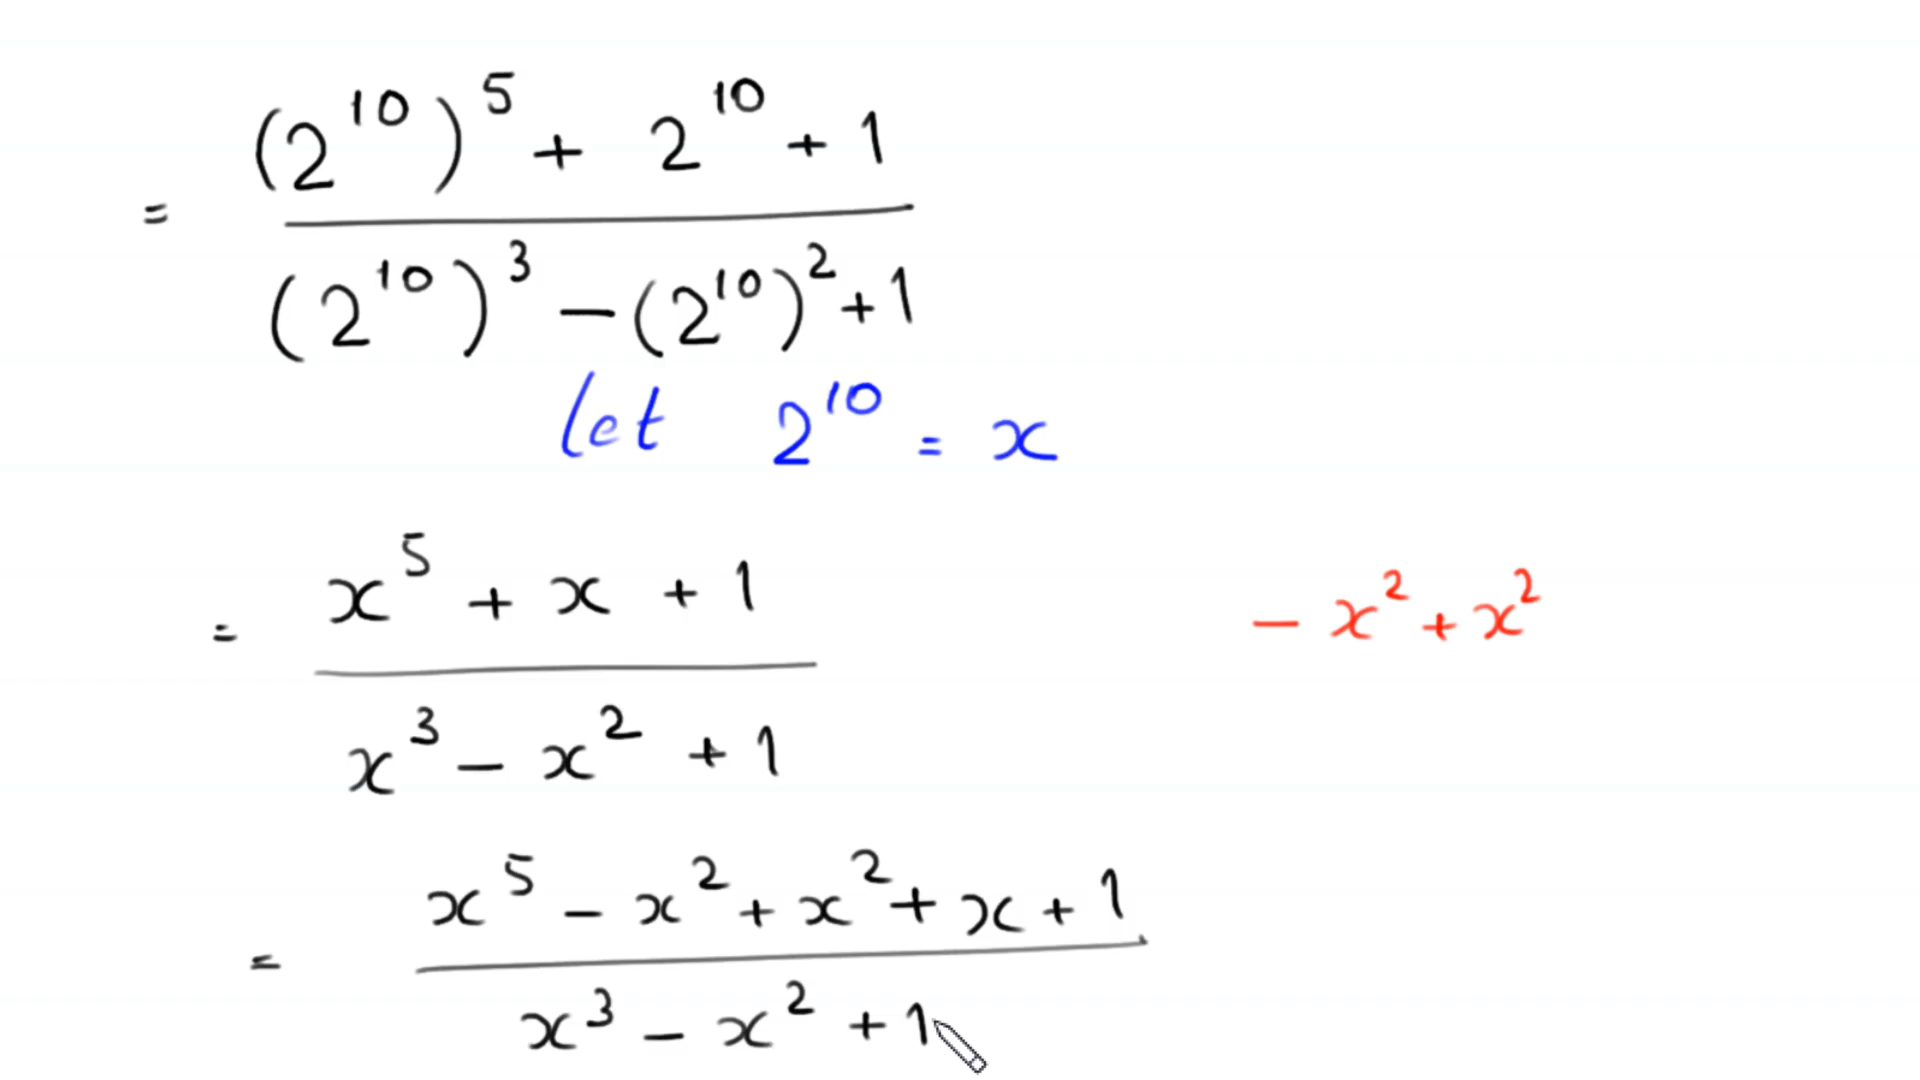 = (2^10)^5 + 2^10 + 1
(2^10)^3 - (2^10)^2 + 1
let 2^10 = x
= x^5 + x + 1
- x^2 + x^2
x^3 - x^2 + 1
= x^5 - x^2 + x^2 + x + 1
x^3 - x^2 + 1